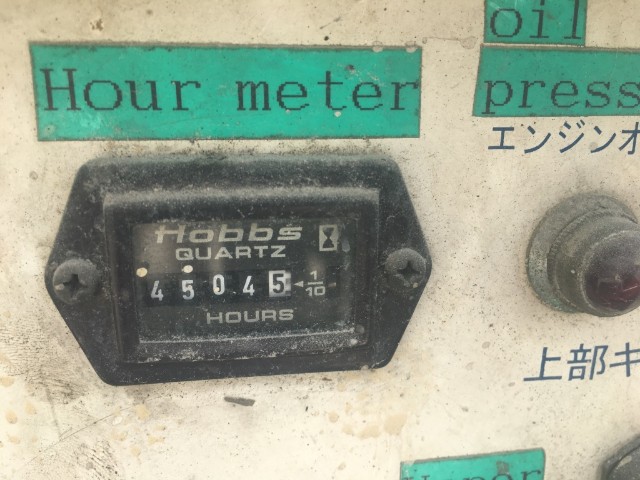 oil
Hour meter
press
エンジンオ
Hobbs
QUARTZ
45045 1/10
HOURS
上部キ